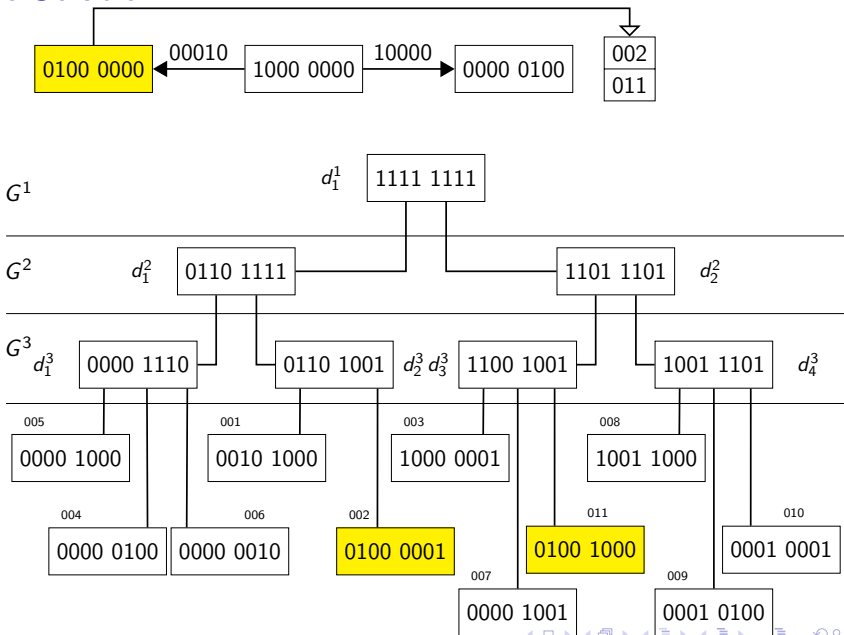 00010 10000 002
0100 0000 1000 0000 0000 0100
011
d₁¹ 1111 1111
G¹
G² d₁² 0110 1111 1101 1101 d₂²
G³ d₁³ 0000 1110 0110 1001 d₂³ d₃³ 1100 1001 1001 1101 d₄³
005 001 003 008
0000 1000 0010 1000 1000 0001 1001 1000
004 006 002 011 010
0000 0100 0000 0010 0100 0001 0100 1000 0001 0001
007 009
0000 1001 0001 0100